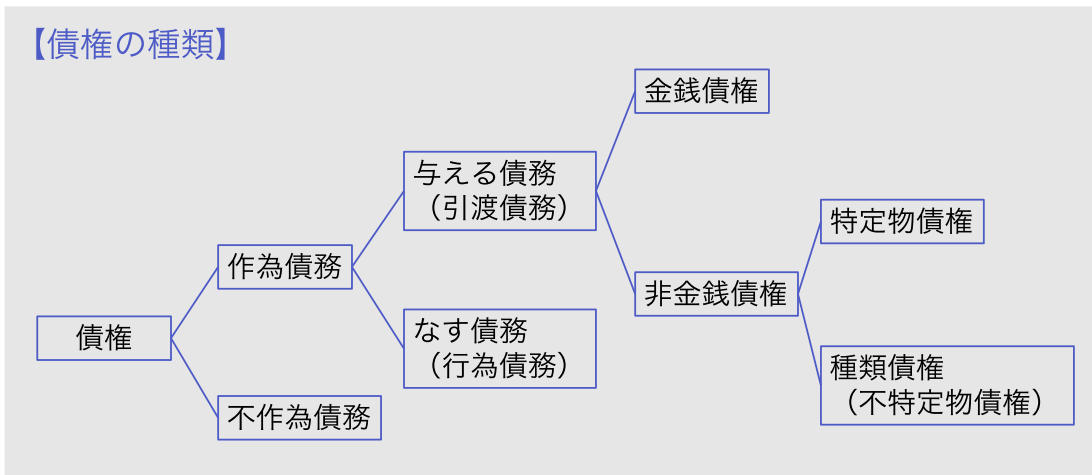 【債権の種類】
金銭債権
与える債務
（引渡債務）
特定物債権
作為債務
非金銭債権
なす債務
（行為債務）
債権
種類債権
（不特定物債権）
不作為債務